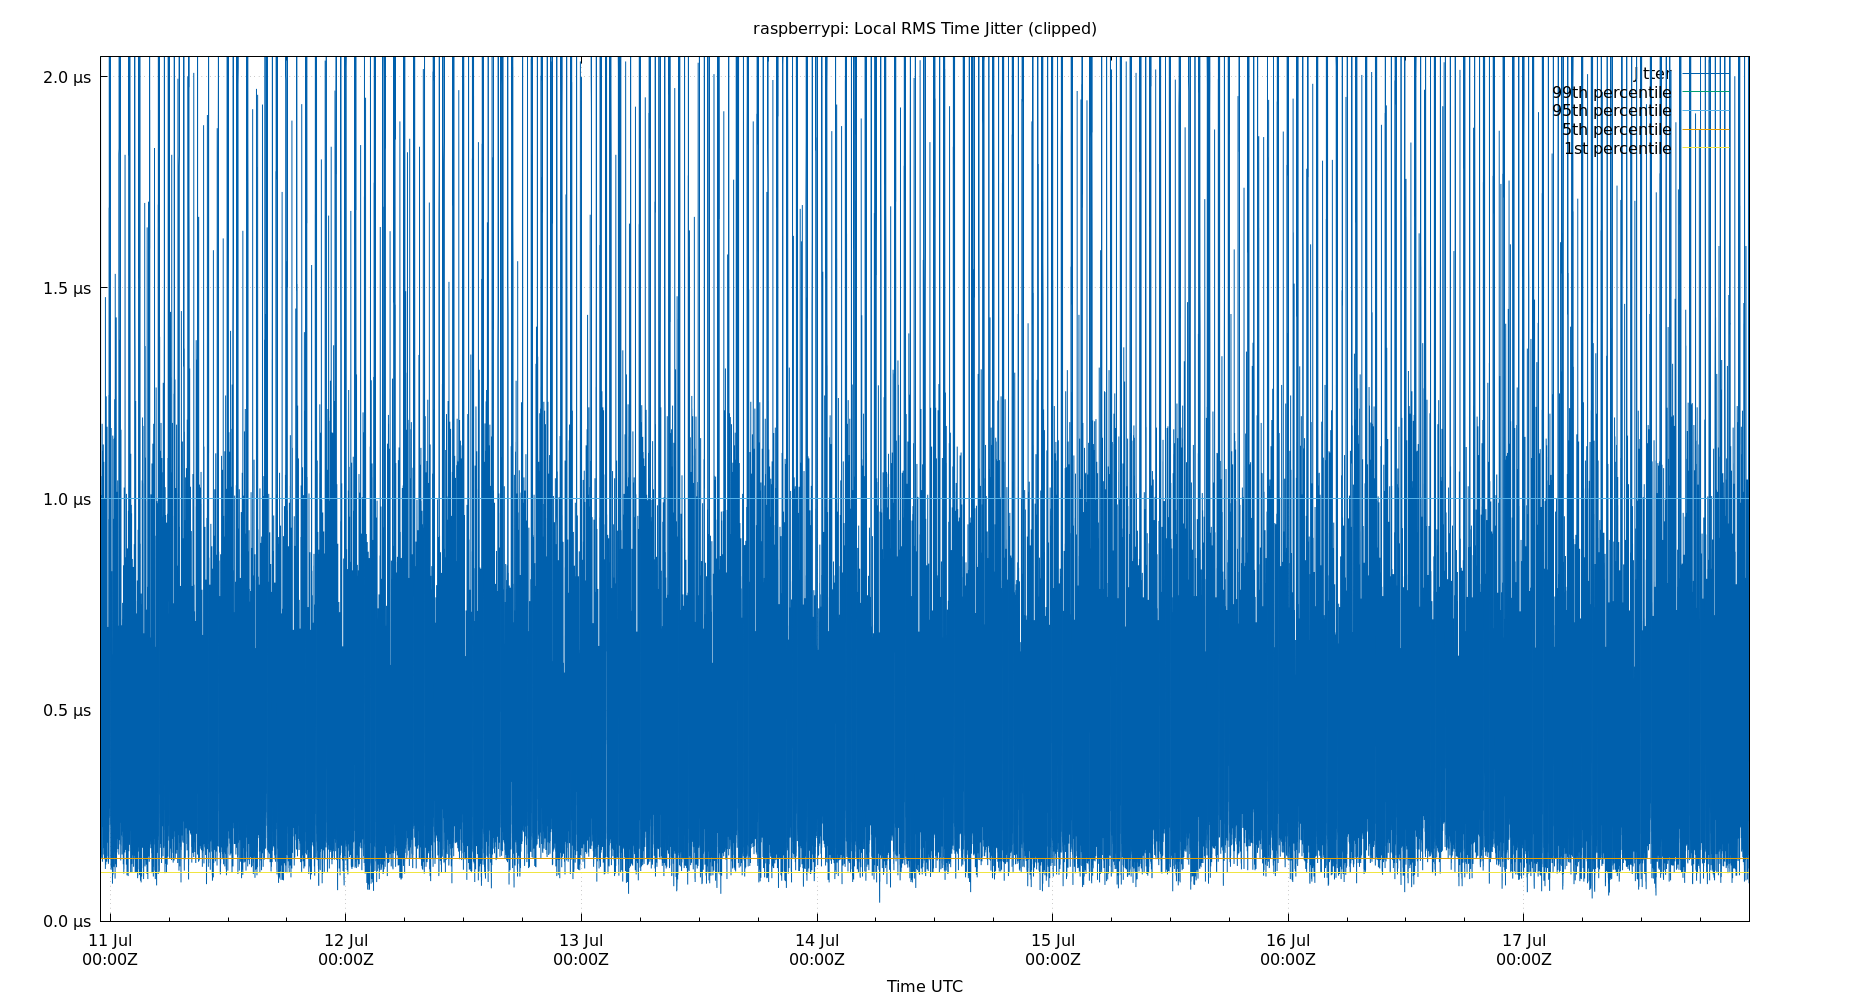 raspberrypi: Local RMS Time Jitter (clipped)
2.0 µs
1.5 µs
1.0 µs
0.5 µs
0.0 µs
jitter
99th percentile
95th percentile
5th percentile
1st percentile
11 Jul 12 Jul 13 Jul 14 Jul 15 Jul 16 Jul 17 Jul
00:00Z 00:00Z 00:00Z 00:00Z 00:00Z 00:00Z 00:00Z
Time UTC